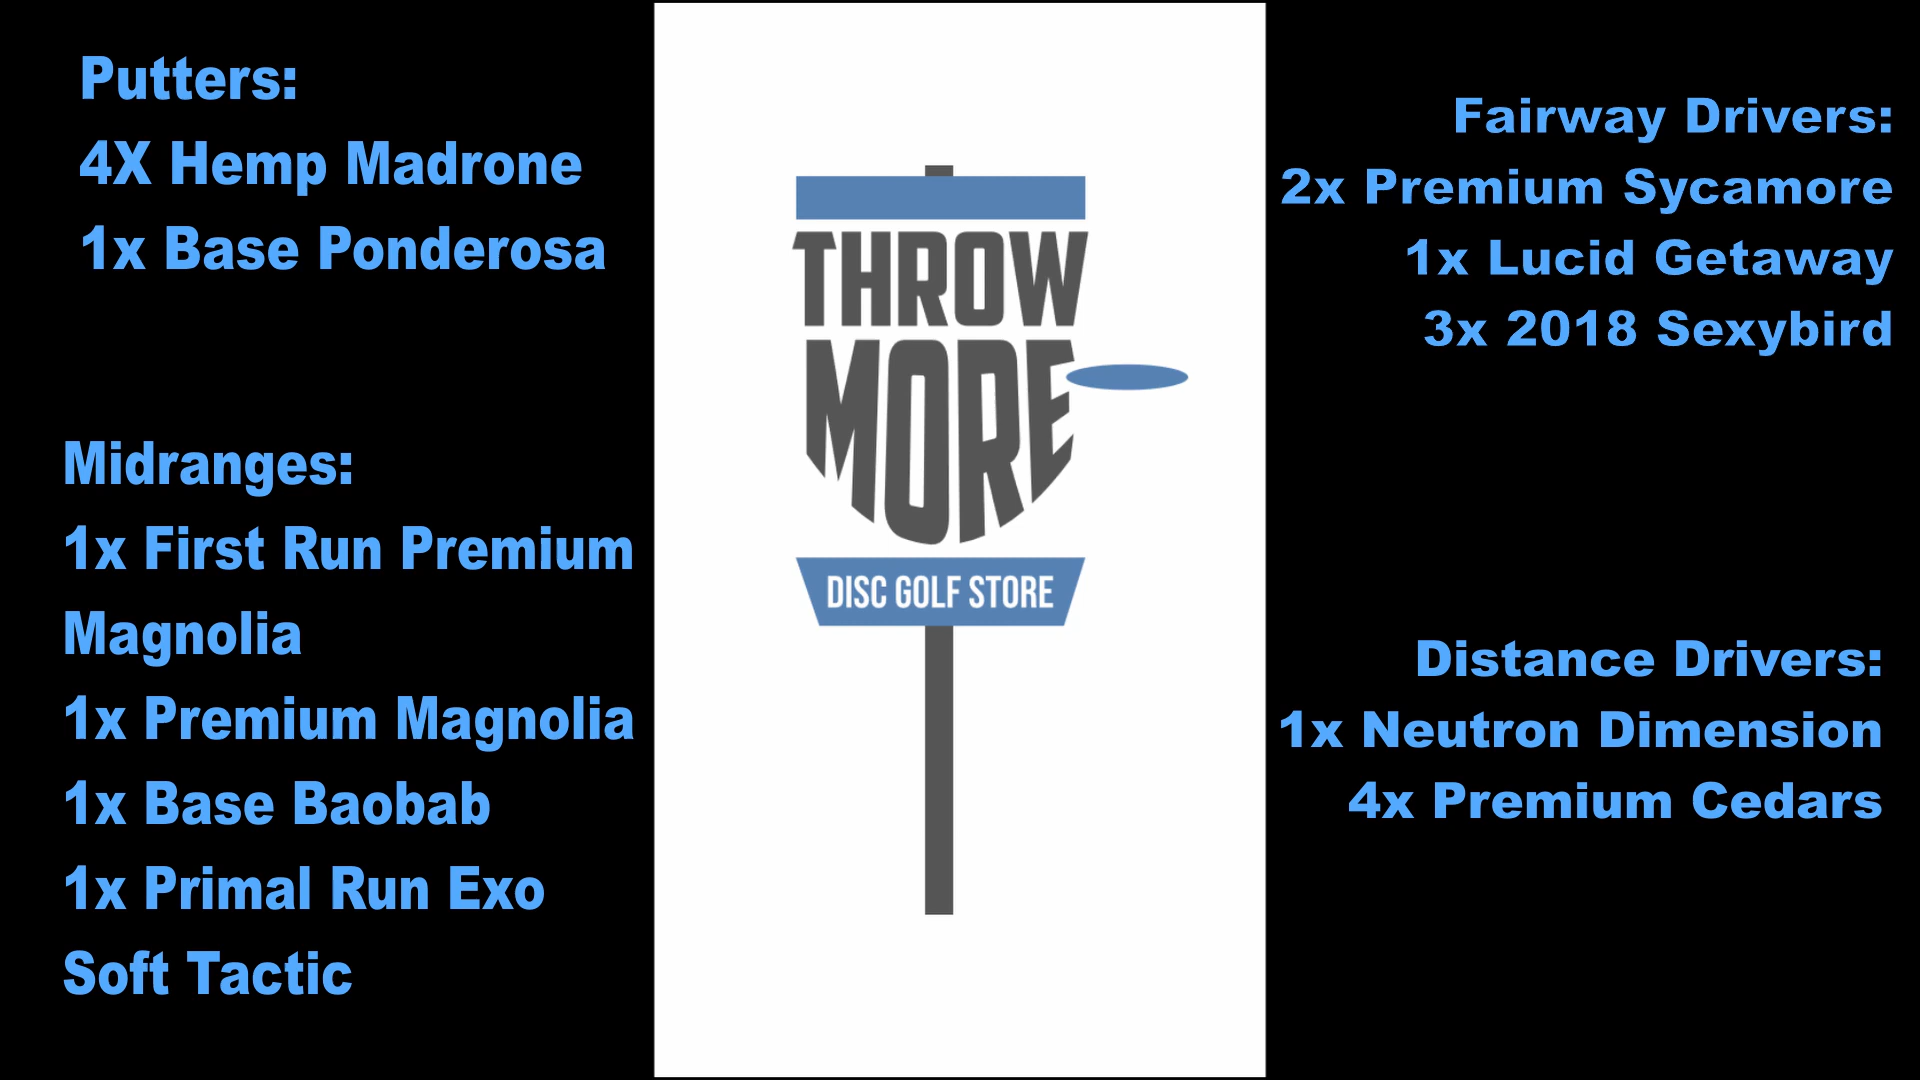 Putters:
4X Hemp Madrone
1x Base Ponderosa
Midranges:
1x First Run Premium
Magnolia
1x Premium Magnolia
1x Base Baobab
1x Primal Run Exo
Soft Tactic
THROW
MORE
DISC GOLF STORE
Fairway Drivers:
2x Premium Sycamore
1x Lucid Getaway
3x 2018 Sexybird
Distance Drivers:
1x Neutron Dimension
4x Premium Cedars